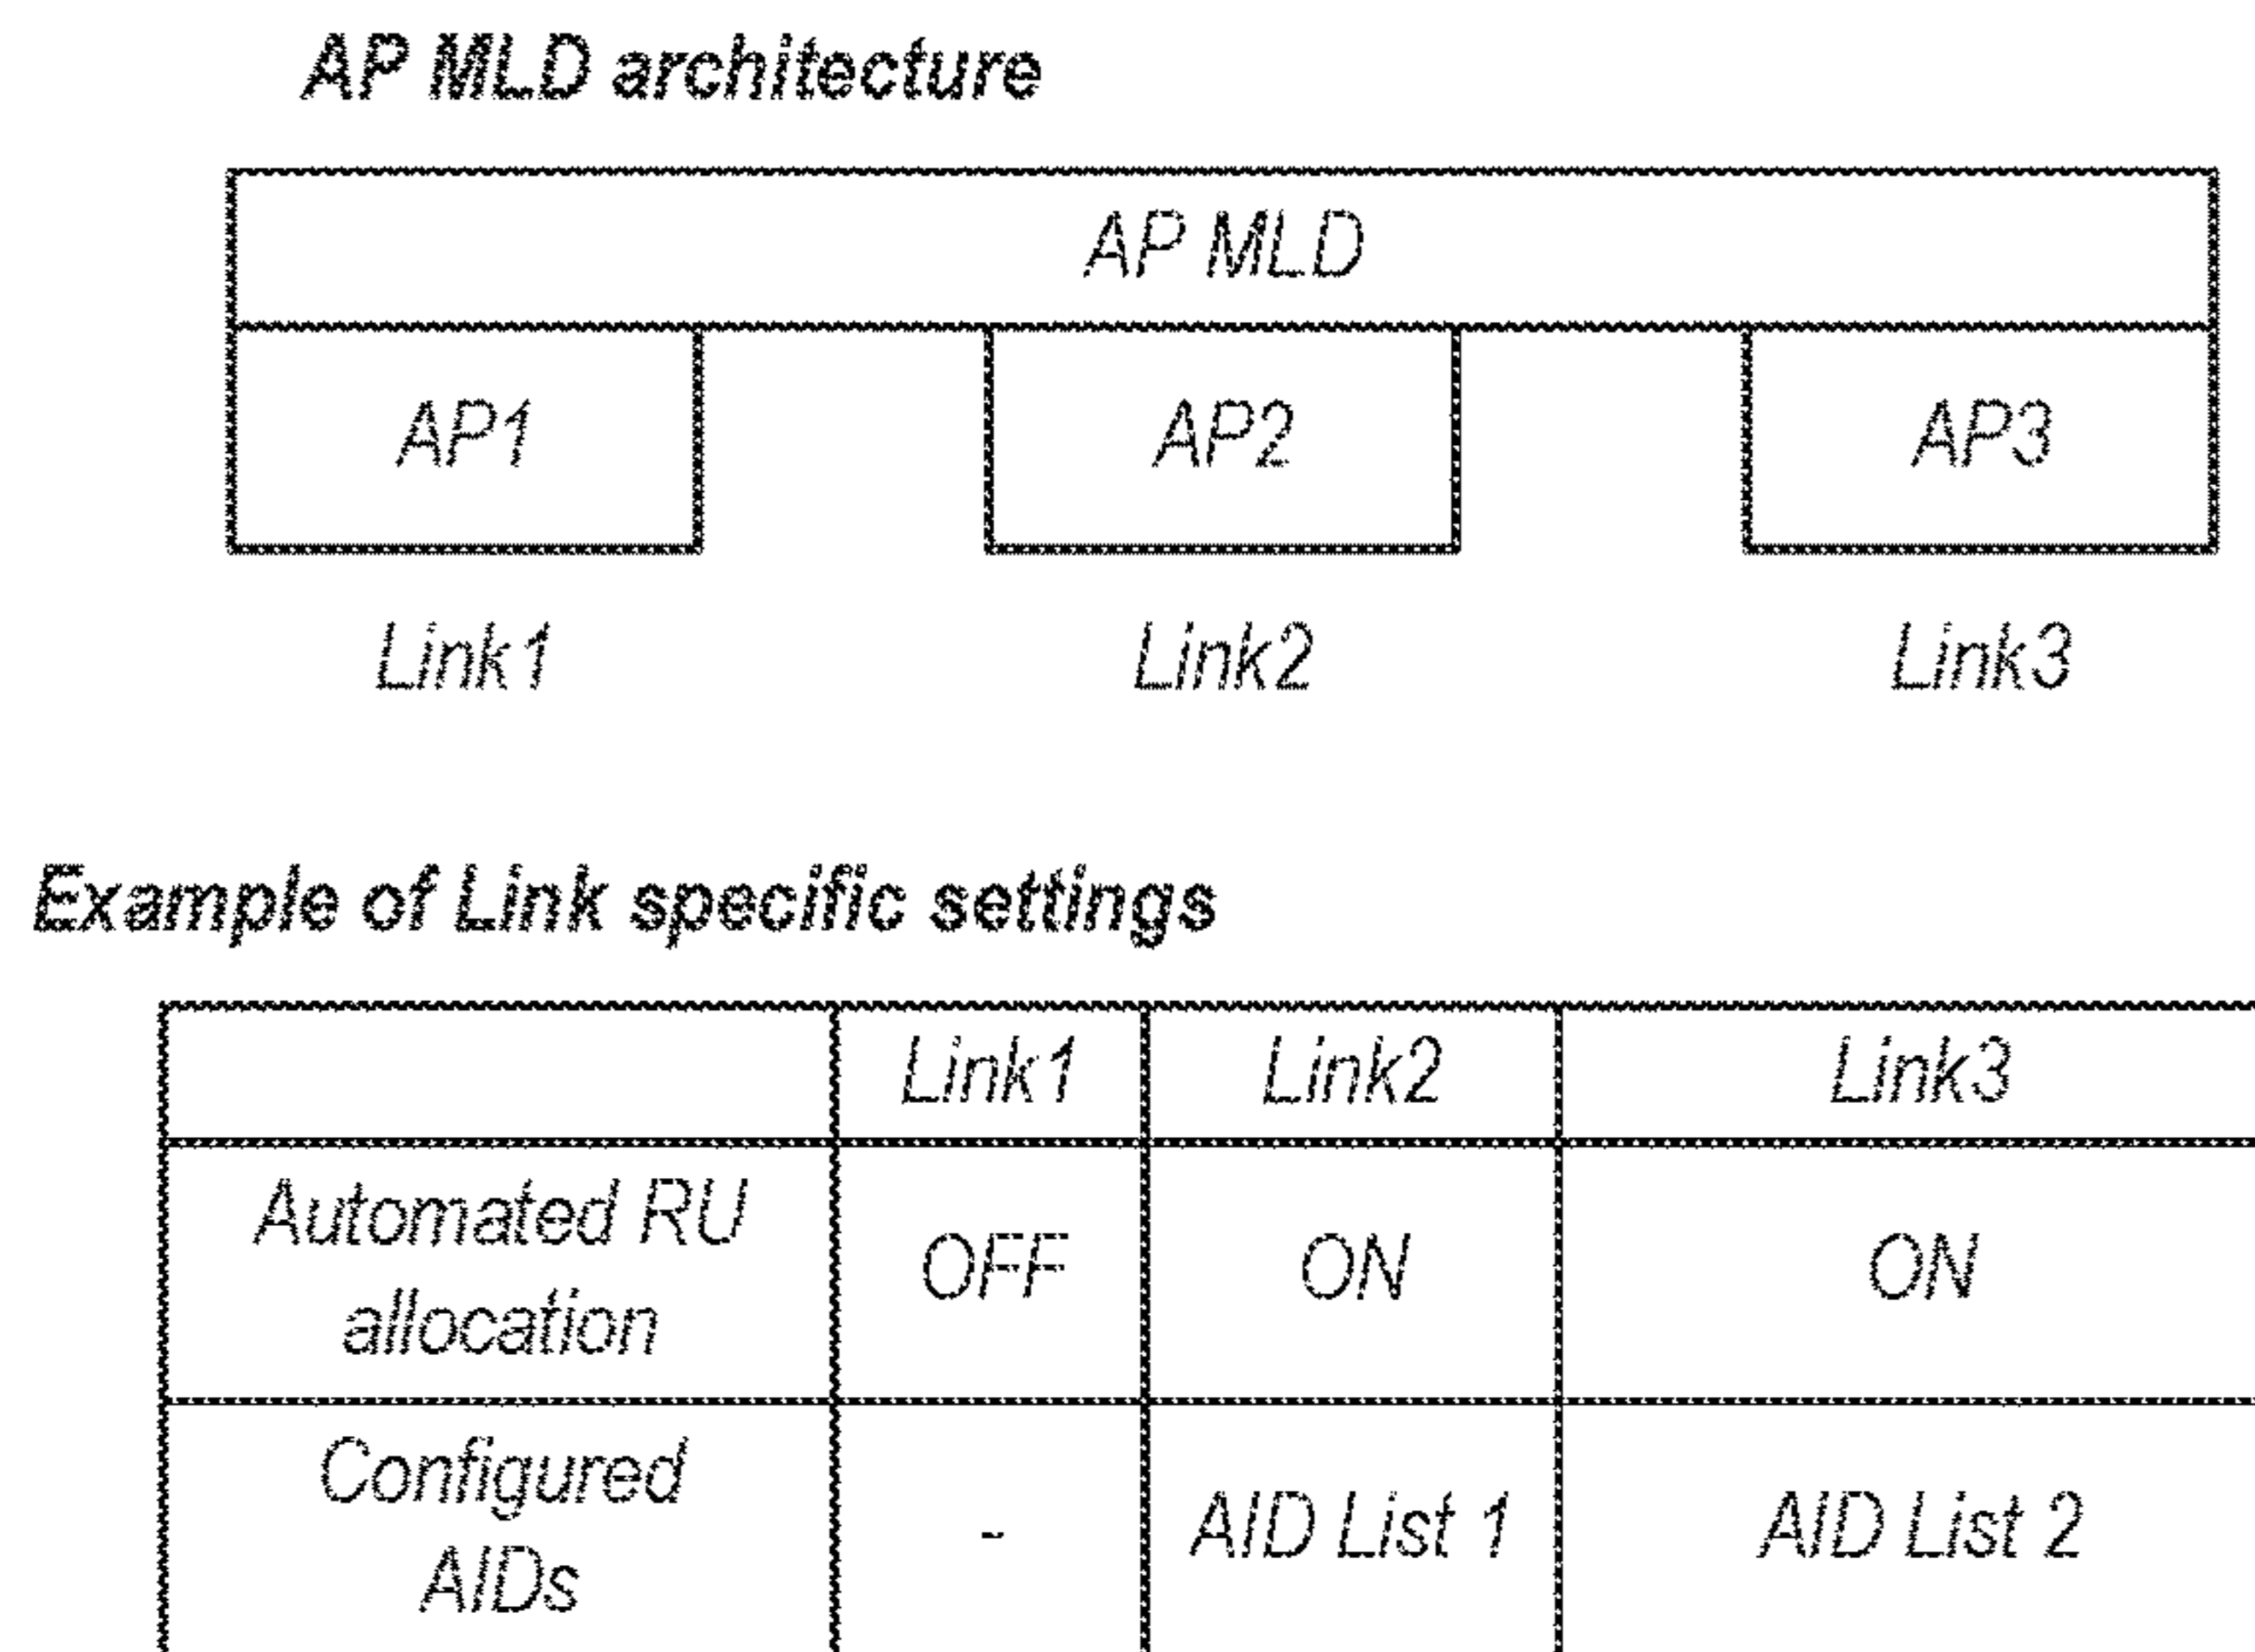 AP MLD architecture
AP MLD
AP1 AP2 AP3
Link1 Link2 Link3
Example of Link specific settings
Link1 Link2 Link3
Automated RU
allocation
OFF ON ON
Configured
AIDs
- AID List 1 AID List 2